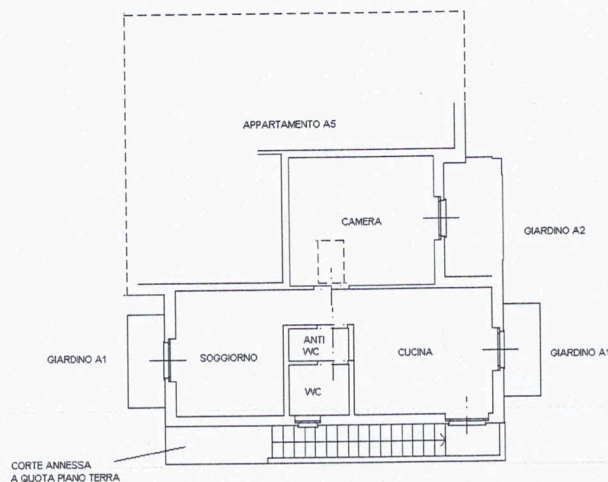 APPARTAMENTO A5
CAMERA
GIARDINO A2
GIARDINO A1
SOGGIORNO
ANTI
WC
CUCINA
GIARDINO A1
WC
CORTE ANNESSA
A QUOTA PIANO TERRA